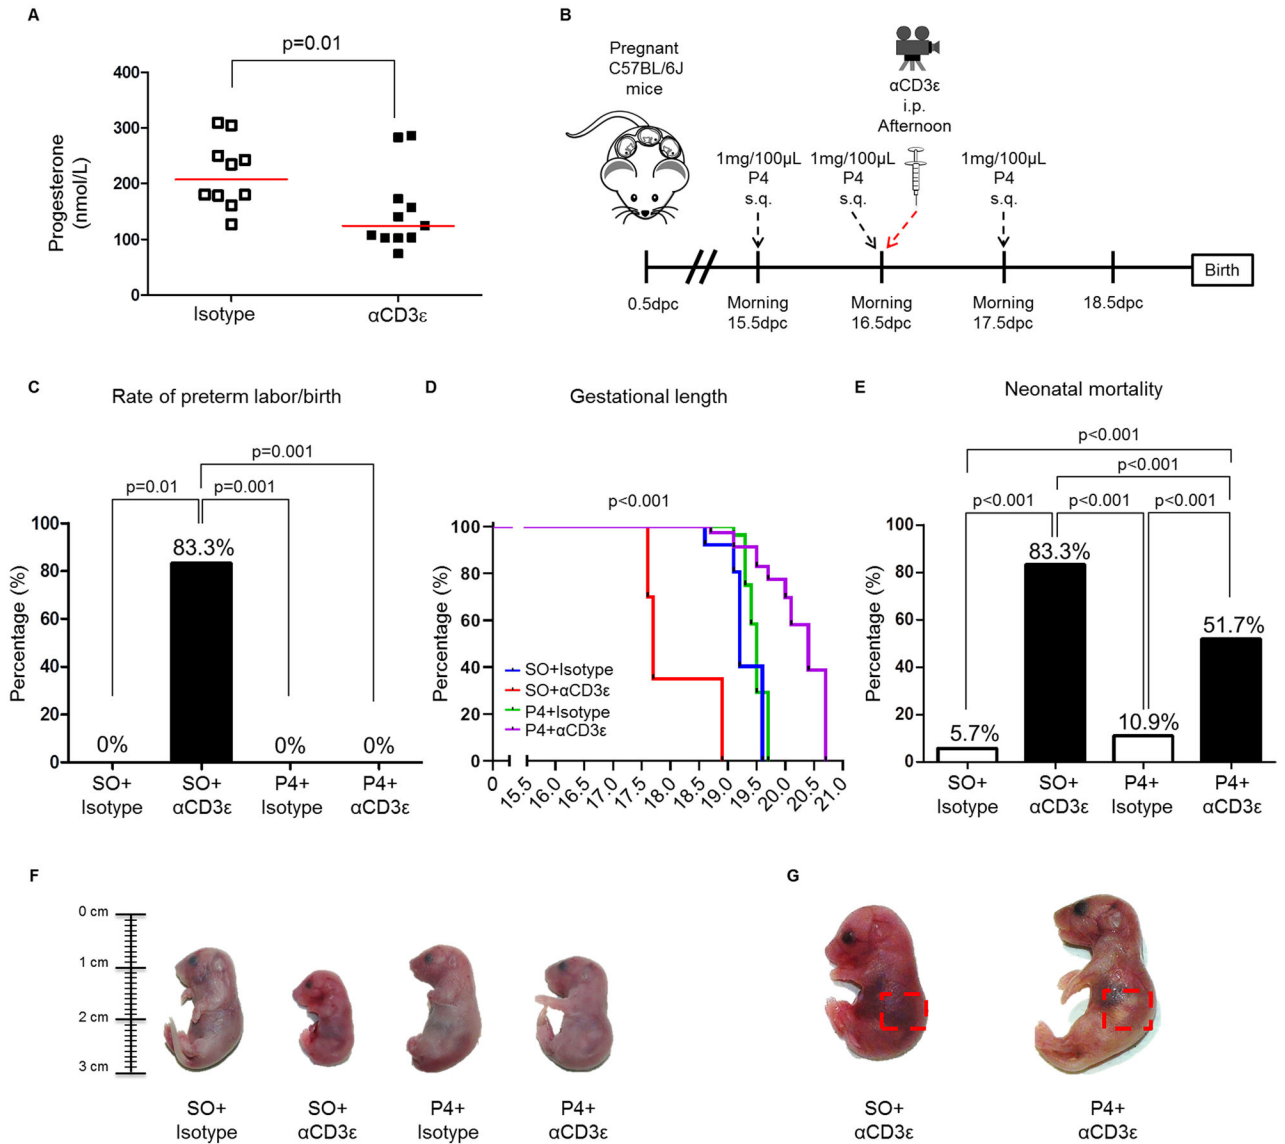 A
p=0.01
Progesterone
(nmol/L)
400
300
200
100
0
Isotype
αCD3ε
B
Pregnant
C57BL/6J
mice
αCD3ε
i.p.
Afternoon
1mg/100µL
P4
s.q.
1mg/100µL
P4
s.q.
1mg/100µL
P4
s.q.
0.5dpc
Morning
15.5dpc
Morning
16.5dpc
Morning
17.5dpc
18.5dpc
Birth
C
Rate of preterm labor/birth
p=0.001
p=0.01
p=0.001
Percentage (%)
100
80
60
40
20
0
0%
83.3%
0%
0%
SO+
Isotype
SO+
αCD3ε
P4+
Isotype
P4+
αCD3ε
D
Gestational length
p<0.001
Percentage (%)
100
80
60
40
20
0
SO+Isotype
SO+αCD3ε
P4+Isotype
P4+αCD3ε
0
15.5
16.0
16.5
17.0
17.5
18.0
18.5
19.0
19.5
20.0
20.5
21.0
E
Neonatal mortality
p<0.001
p<0.001
p<0.001
p<0.001
p<0.001
Percentage (%)
100
80
60
40
20
0
5.7%
83.3%
10.9%
51.7%
SO+
Isotype
SO+
αCD3ε
P4+
Isotype
P4+
αCD3ε
F
0 cm
1 cm
2 cm
3 cm
SO+
Isotype
SO+
αCD3ε
P4+
Isotype
P4+
αCD3ε
G
SO+
αCD3ε
P4+
αCD3ε